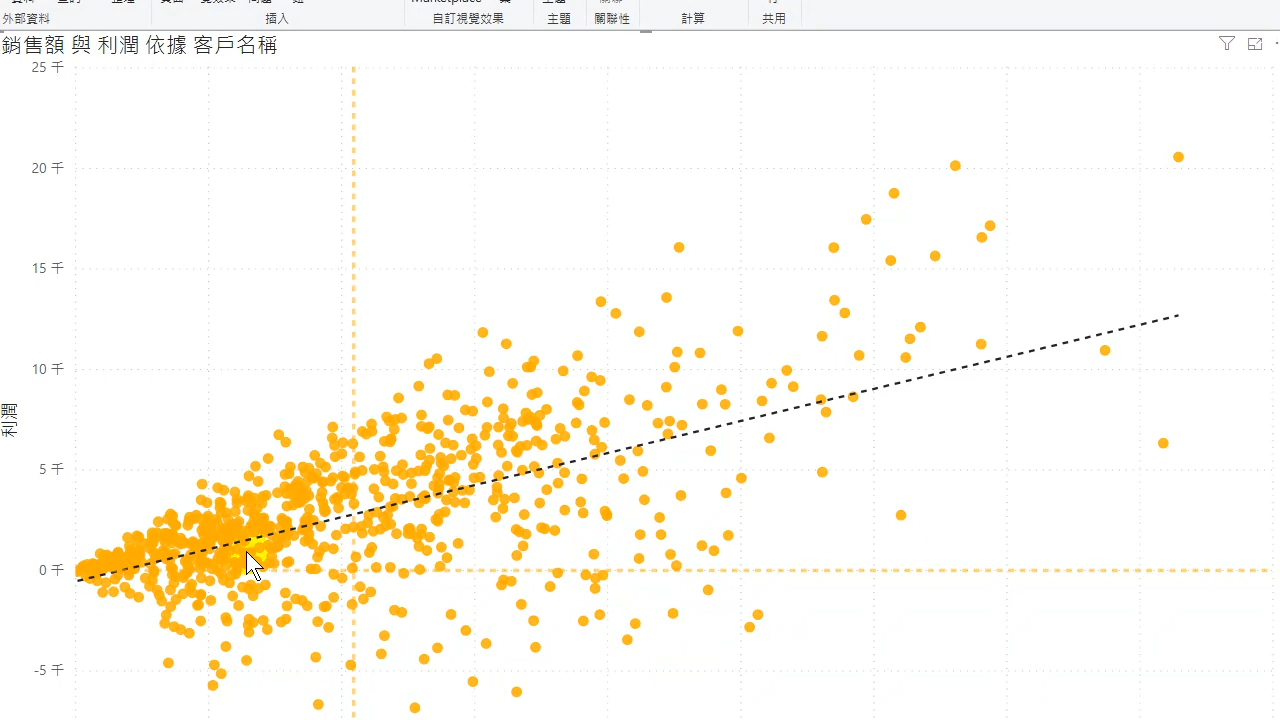 Marketplace
外部資料 插入 自訂視覺效果 主題 關聯性 計算 共用
銷售額 與 利潤 依據 客戶名稱
25 千
20 千
15 千
10 千
利潤
5 千
0 千
-5 千